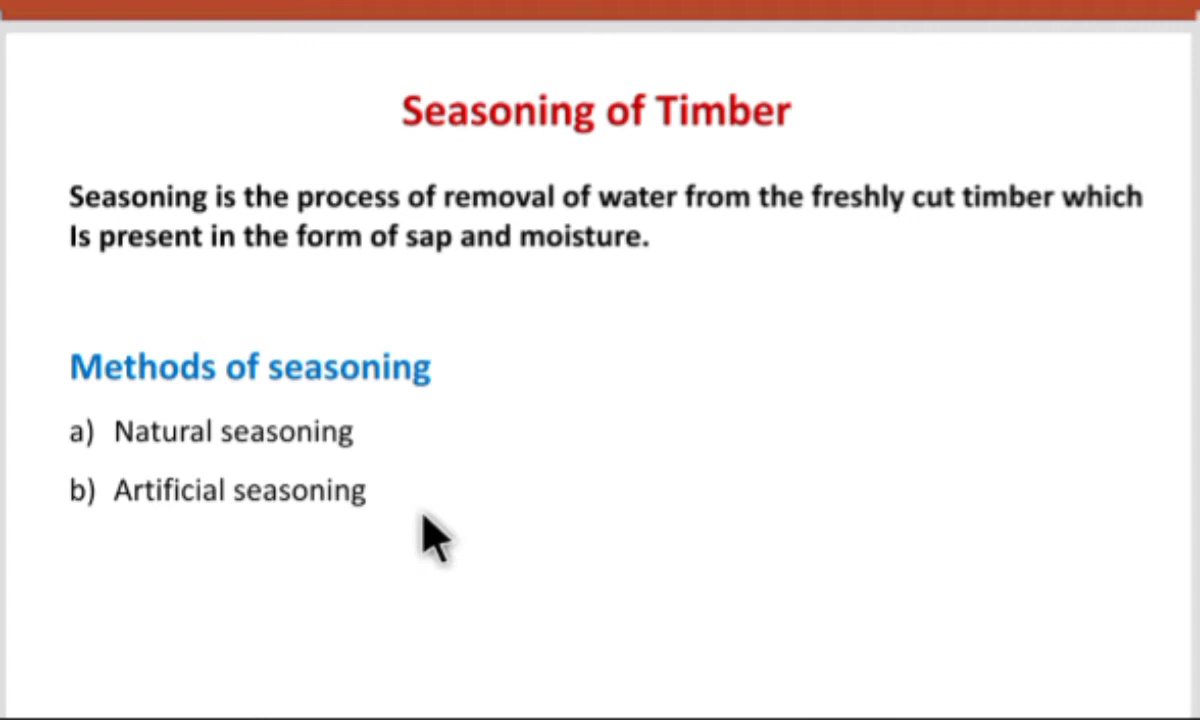 Seasoning of Timber
Seasoning is the process of removal of water from the freshly cut timber which
Is present in the form of sap and moisture.
Methods of seasoning
a) Natural seasoning
b) Artificial seasoning